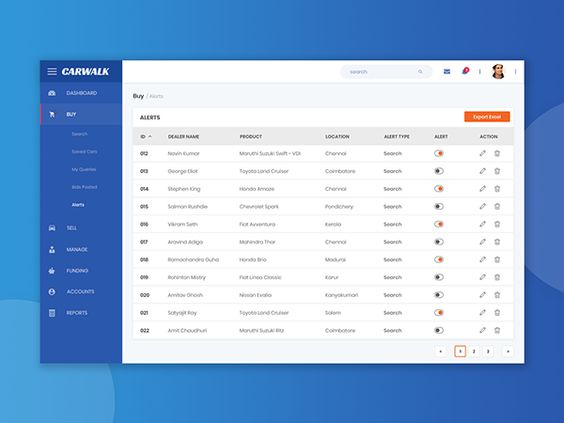 CARWALK
search
DASHBOARD
BUY
Search
Saved Cars
My Queries
Bids Posted
Alerts
SELL
MANAGE
FUNDING
ACCOUNTS
REPORTS
Buy / Alerts
ALERTS Export Excel
ID DEALER NAME PRODUCT LOCATION ALERT TYPE ALERT ACTION
012 Navin Kumar Maruthi Suzuki Swift - VDI Chennai Search
013 George Eliot Toyota Land Cruiser Coimbatore Search
014 Stephen King Honda Amaze Chennai Search
015 Salman Rushdie Chevrolet Spark Pondichery Search
016 Vikram Seth Fiat Avventura Kerala Search
017 Aravind Adiga Mahindra Thar Chennai Search
018 Ramachandra Guha Honda Brio Madurai Search
019 Rohinton Mistry Fiat Linea Classic Karur Search
020 Amitav Ghosh Nissan Evalia Kanyakumari Search
021 Satyajit Ray Toyota Land Cruiser Salem Search
022 Amit Chaudhuri Maruthi Suzuki Ritz Coimbatore Search
« 1 2 3 »